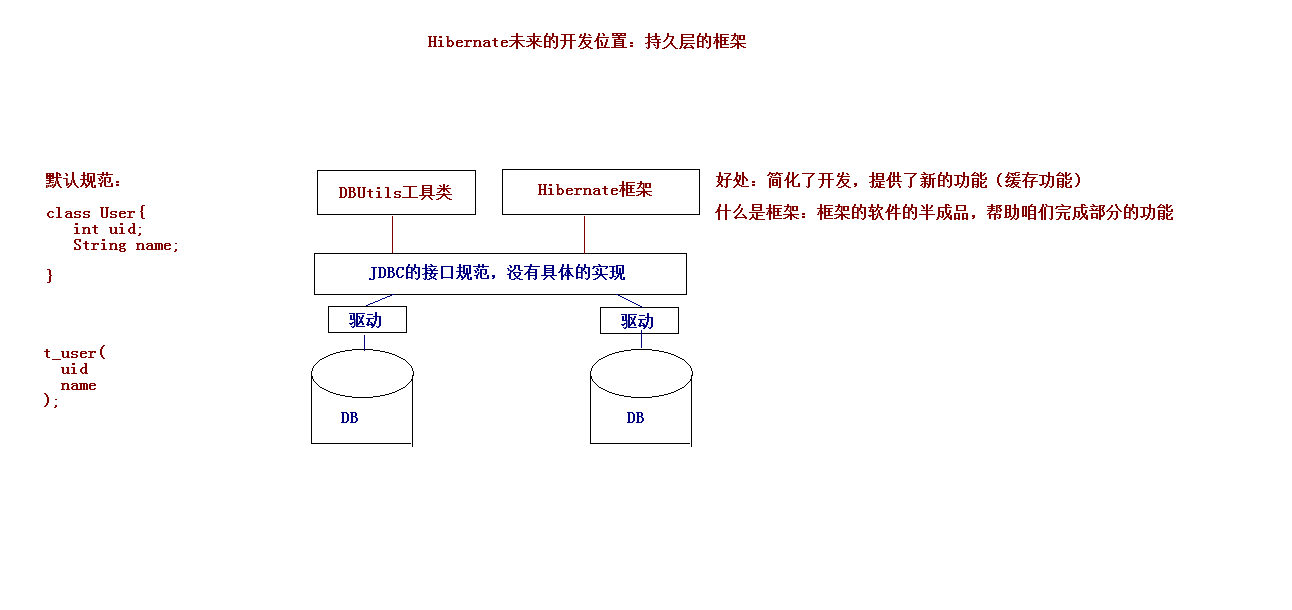 Hibernate未来的开发位置：持久层的框架
默认规范：
class User{
int uid;
String name;
}
t_user(
uid
name
);
DBUtils工具类
Hibernate框架
JDBC的接口规范，没有具体的实现
驱动
驱动
DB
DB
好处：简化了开发，提供了新的功能（缓存功能）
什么是框架：框架的软件的半成品，帮助咱们完成部分的功能